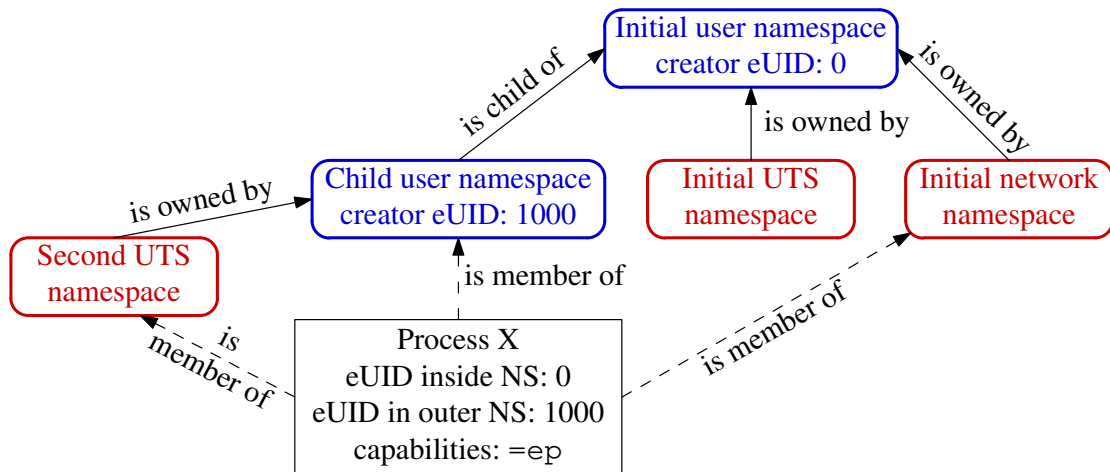 Initial user namespace
creator eUID: 0
is child of
is owned by
is owned by
Child user namespace
creator eUID: 1000
Initial UTS
namespace
Initial network
namespace
is owned by
Second UTS
namespace
is member of
is
member of
is member of
Process X
eUID inside NS: 0
eUID in outer NS: 1000
capabilities: =ep